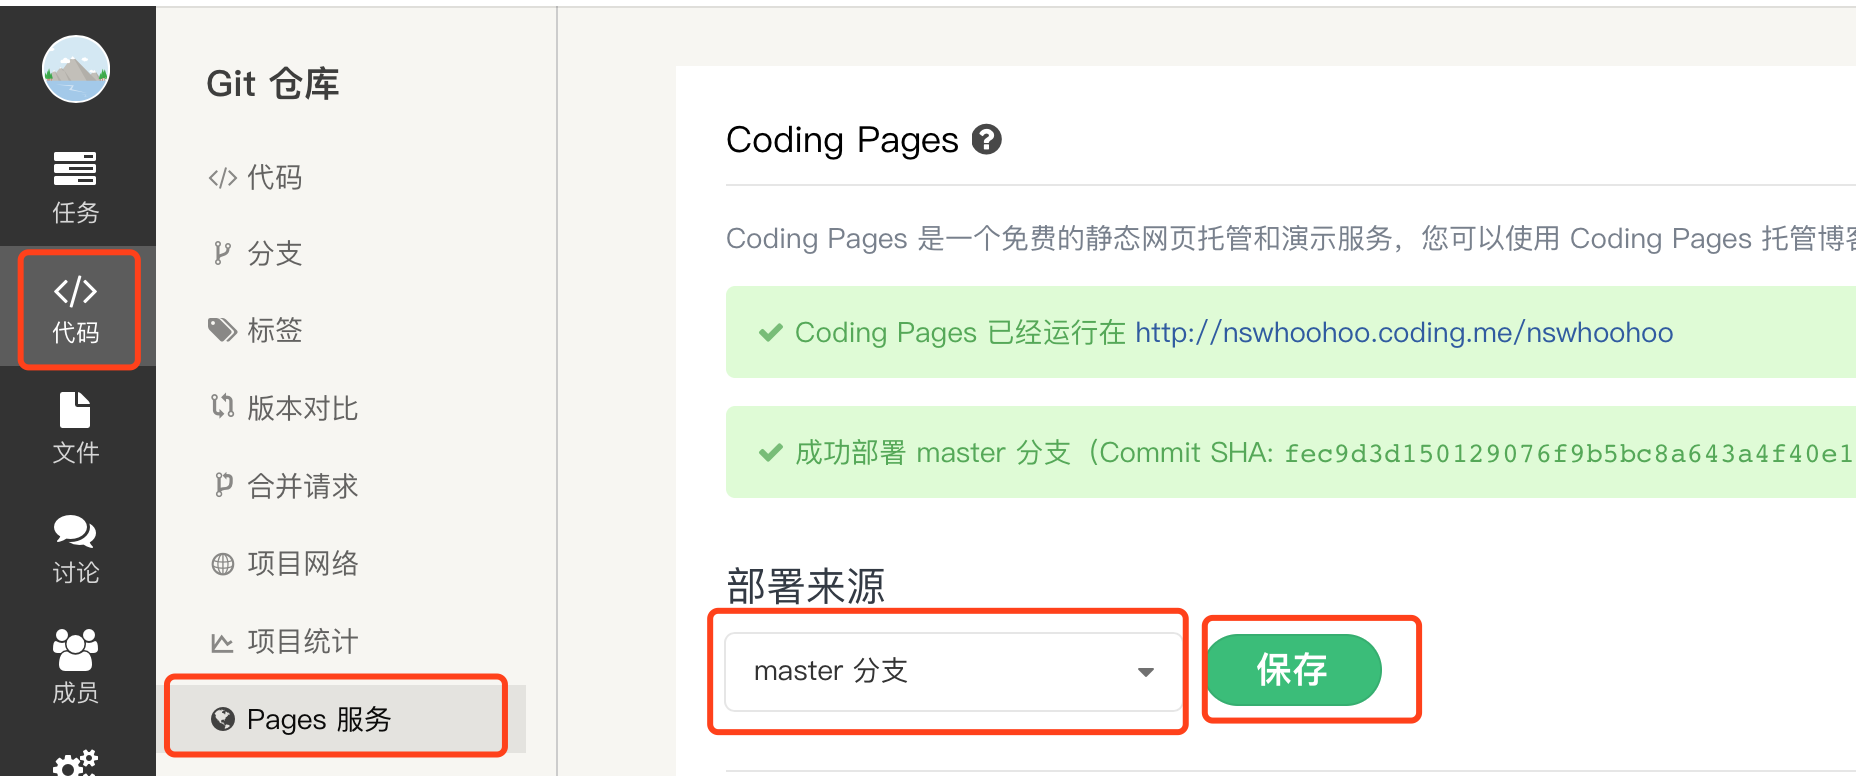 任务
代码
文件
讨论
成员
Git 仓库
代码
分支
标签
版本对比
合并请求
项目网络
项目统计
Pages 服务
Coding Pages
Coding Pages 是一个免费的静态网页托管和演示服务，您可以使用 Coding Pages 托管博
Coding Pages 已经运行在 http://nswhoohoo.coding.me/nswhoohoo
成功部署 master 分支（Commit SHA: fec9d3d150129076f9b5bc8a643a4f40e1
部署来源
master 分支
保存